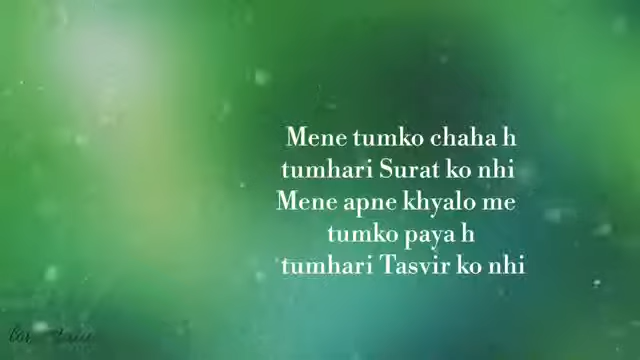 Mene tumko chaha h
tumhari Surat ko nhi
Mene apne khyalo me
tumko paya h
tumhari Tasvir ko nhi